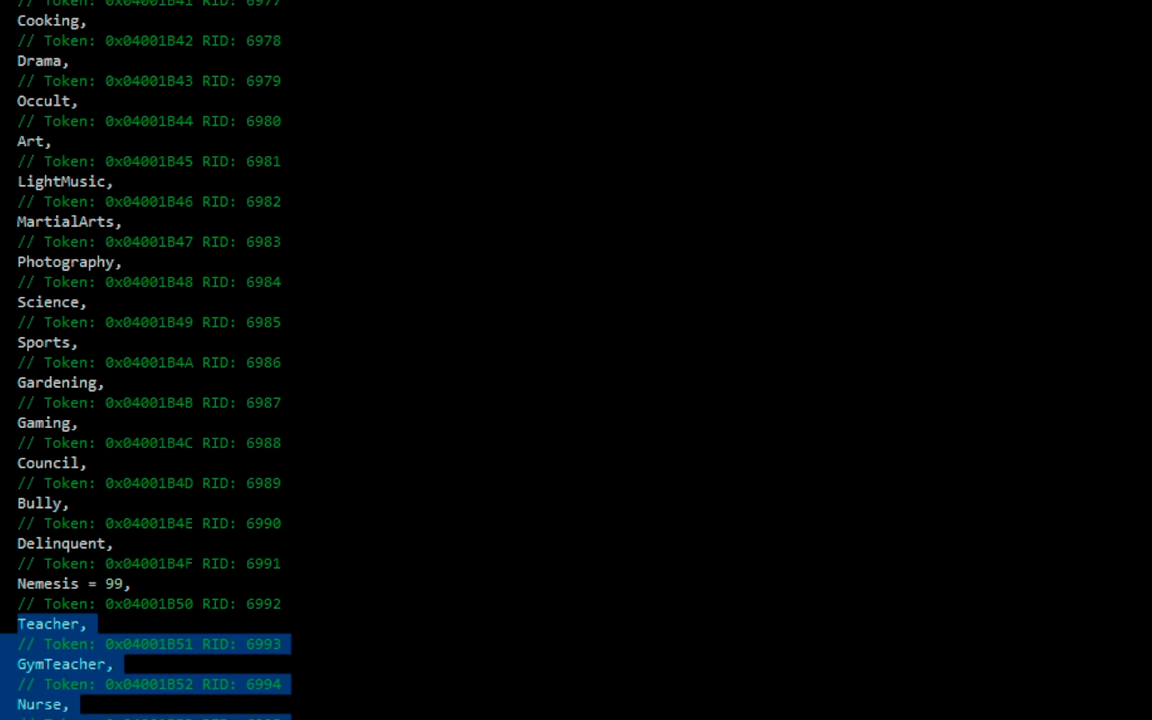 // Token: 0x04001B41 RID: 6977
Cooking,
// Token: 0x04001B42 RID: 6978
Drama,
// Token: 0x04001B43 RID: 6979
Occult,
// Token: 0x04001B44 RID: 6980
Art,
// Token: 0x04001B45 RID: 6981
LightMusic,
// Token: 0x04001B46 RID: 6982
MartialArts,
// Token: 0x04001B47 RID: 6983
Photography,
// Token: 0x04001B48 RID: 6984
Science,
// Token: 0x04001B49 RID: 6985
Sports,
// Token: 0x04001B4A RID: 6986
Gardening,
// Token: 0x04001B4B RID: 6987
Gaming,
// Token: 0x04001B4C RID: 6988
Council,
// Token: 0x04001B4D RID: 6989
Bully,
// Token: 0x04001B4E RID: 6990
Delinquent,
// Token: 0x04001B4F RID: 6991
Nemesis = 99,
// Token: 0x04001B50 RID: 6992
Teacher,
// Token: 0x04001B51 RID: 6993
GymTeacher,
// Token: 0x04001B52 RID: 6994
Nurse,